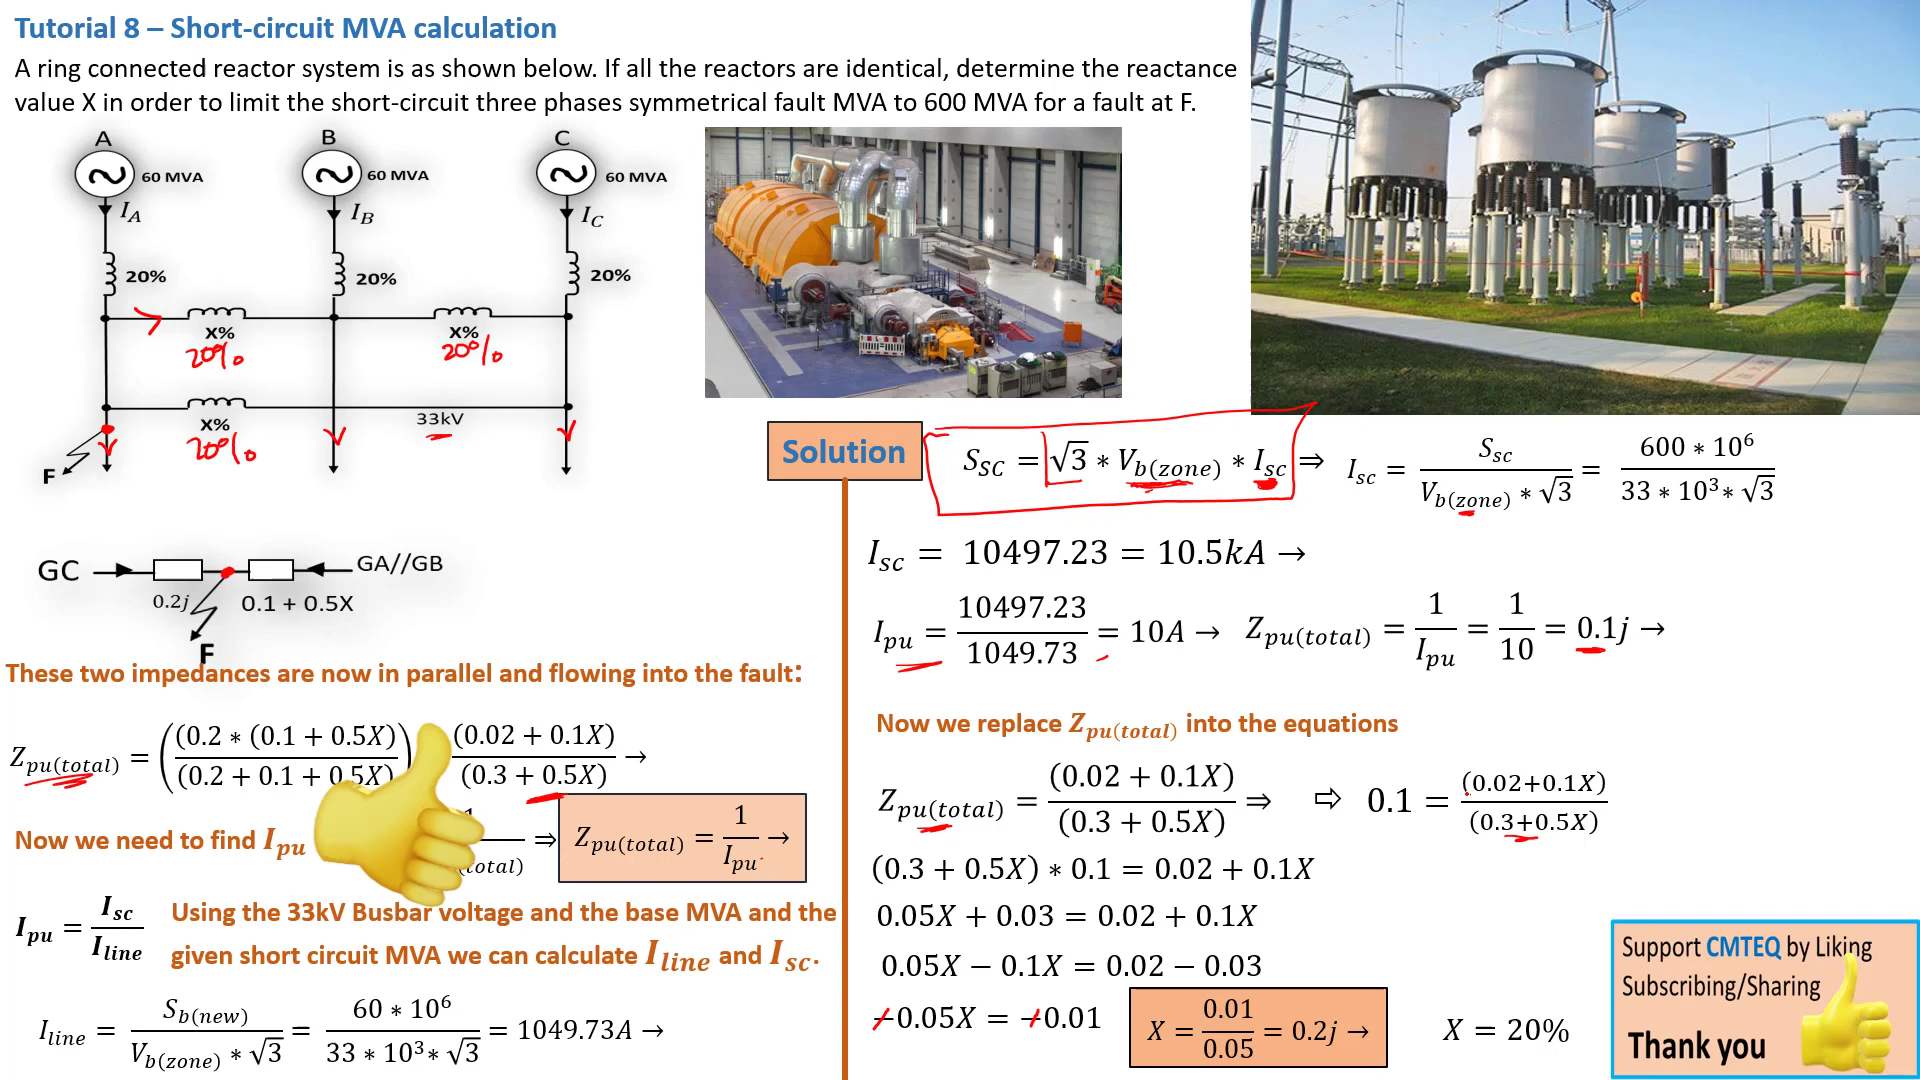 Tutorial 8 – Short-circuit MVA calculation
A ring connected reactor system is as shown below. If all the reactors are identical, determine the reactance
value X in order to limit the short-circuit three phases symmetrical fault MVA to 600 MVA for a fault at F.
A B C
60 MVA 60 MVA 60 MVA
I_A I_B I_C
20% 20% 20%
X% X%
20% 20%
X% 33kV
20%
F
GC GA//GB
0.2j 0.1 + 0.5X
F
These two impedances are now in parallel and flowing into the fault:
Z_pu(total) = ((0.2 * (0.1 + 0.5X)) / (0.2 + 0.1 + 0.5X)) (0.02 + 0.1X) / (0.3 + 0.5X) →
Now we need to find I_pu total) ⇒ Z_pu(total) = 1 / I_pu →
I_pu = I_sc / I_line
Using the 33kV Busbar voltage and the base MVA and the
given short circuit MVA we can calculate I_line and I_sc.
I_line = S_b(new) / (V_b(zone) * √3) = 60 * 10^6 / (33 * 10^3 * √3) = 1049.73A →
Solution
S_SC = √3 * V_b(zone) * I_sc ⇒ I_sc = S_sc / (V_b(zone) * √3) = 600 * 10^6 / (33 * 10^3 * √3)
I_sc = 10497.23 = 10.5kA →
I_pu = 10497.23 / 1049.73 = 10A → Z_pu(total) = 1 / I_pu = 1 / 10 = 0.1j →
Now we replace Z_pu(total) into the equations
Z_pu(total) = (0.02 + 0.1X) / (0.3 + 0.5X) ⇒ ⇨ 0.1 = (0.02+0.1X) / (0.3+0.5X)
(0.3 + 0.5X) * 0.1 = 0.02 + 0.1X
0.05X + 0.03 = 0.02 + 0.1X
0.05X − 0.1X = 0.02 − 0.03
−0.05X = −0.01 X = 0.01 / 0.05 = 0.2j → X = 20%
Support CMTEQ by Liking
Subscribing/Sharing
Thank you